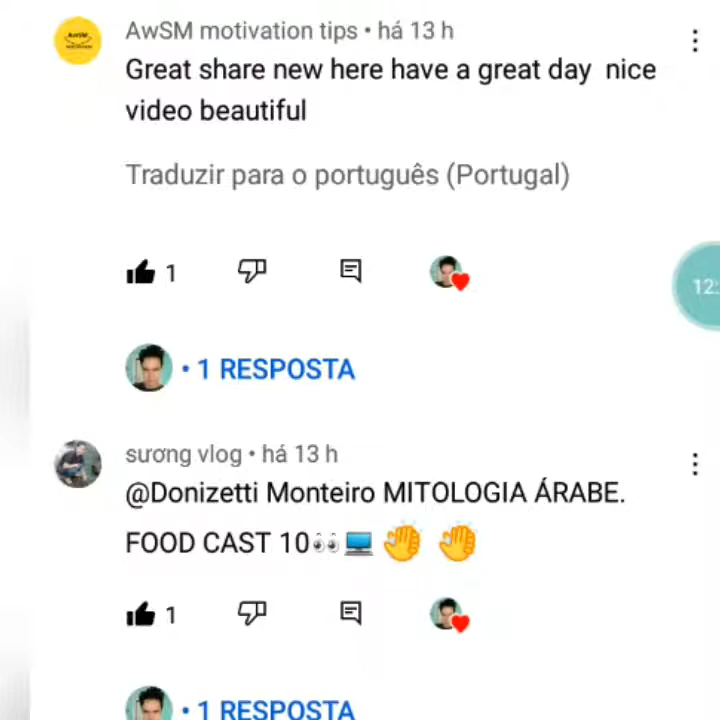 AwSM motivation tips • há 13 h
Great share new here have a great day nice
video beautiful
Traduzir para o português (Portugal)
1
12:
• 1 RESPOSTA
sương vlog • há 13 h
@Donizetti Monteiro MITOLOGIA ÁRABE.
FOOD CAST 10👀💻👏 👏
1
• 1 RESPOSTA